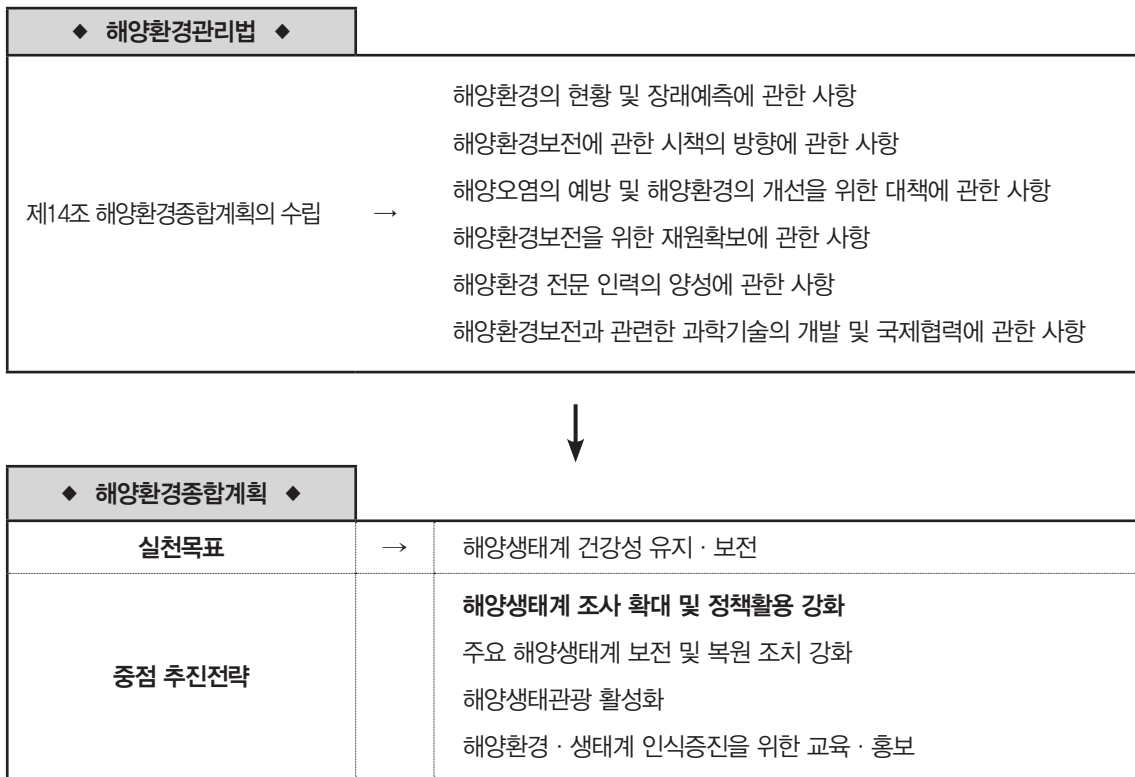 ◆ 해양환경관리법 ◆
해양환경의 현황 및 장래예측에 관한 사항
해양환경보전에 관한 시책의 방향에 관한 사항
해양오염의 예방 및 해양환경의 개선을 위한 대책에 관한 사항
제14조 해양환경종합계획의 수립 →
해양환경보전을 위한 재원확보에 관한 사항
해양환경 전문 인력의 양성에 관한 사항
해양환경보전과 관련한 과학기술의 개발 및 국제협력에 관한 사항
◆ 해양환경종합계획 ◆
실천목표 → 해양생태계 건강성 유지 · 보전
중점 추진전략
해양생태계 조사 확대 및 정책활용 강화
주요 해양생태계 보전 및 복원 조치 강화
해양생태관광 활성화
해양환경 · 생태계 인식증진을 위한 교육 · 홍보